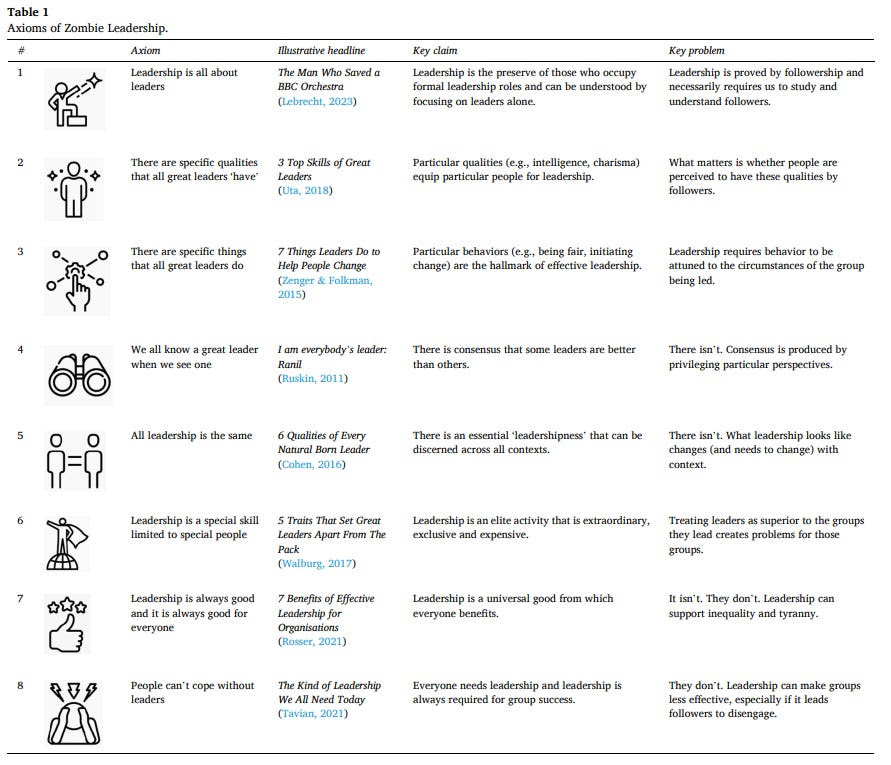 Table 1
Axioms of Zombie Leadership.
# Axiom Illustrative headline Key claim Key problem
1 Leadership is all about The Man Who Saved a Leadership is the preserve of those who occupy Leadership is proved by followership and
leaders BBC Orchestra formal leadership roles and can be understood by necessarily requires us to study and
(Lebrecht, 2023) focusing on leaders alone. understand followers.
2 There are specific qualities 3 Top Skills of Great Particular qualities (e.g., intelligence, charisma) What matters is whether people are
that all great leaders ‘have’ Leaders equip particular people for leadership. perceived to have these qualities by
(Uta, 2018) followers.
3 There are specific things 7 Things Leaders Do to Particular behaviors (e.g., being fair, initiating Leadership requires behavior to be
that all great leaders do Help People Change change) are the hallmark of effective leadership. attuned to the circumstances of the group
(Zenger & Folkman, being led.
2015)
4 We all know a great leader I am everybody’s leader: There is consensus that some leaders are better There isn’t. Consensus is produced by
when we see one Ranil than others. privileging particular perspectives.
(Ruskin, 2011)
5 All leadership is the same 6 Qualities of Every There is an essential ‘leadershipness’ that can be There isn’t. What leadership looks like
Natural Born Leader discerned across all contexts. changes (and needs to change) with
(Cohen, 2016) context.
6 Leadership is a special skill 5 Traits That Set Great Leadership is an elite activity that is extraordinary, Treating leaders as superior to the groups
limited to special people Leaders Apart From The exclusive and expensive. they lead creates problems for those
Pack groups.
(Walburg, 2017)
7 Leadership is always good 7 Benefits of Effective Leadership is a universal good from which It isn’t. They don’t. Leadership can
and it is always good for Leadership for everyone benefits. support inequality and tyranny.
everyone Organisations
(Rosser, 2021)
8 People can’t cope without The Kind of Leadership Everyone needs leadership and leadership is They don’t. Leadership can make groups
leaders We All Need Today always required for group success. less effective, especially if it leads
(Tavian, 2021) followers to disengage.